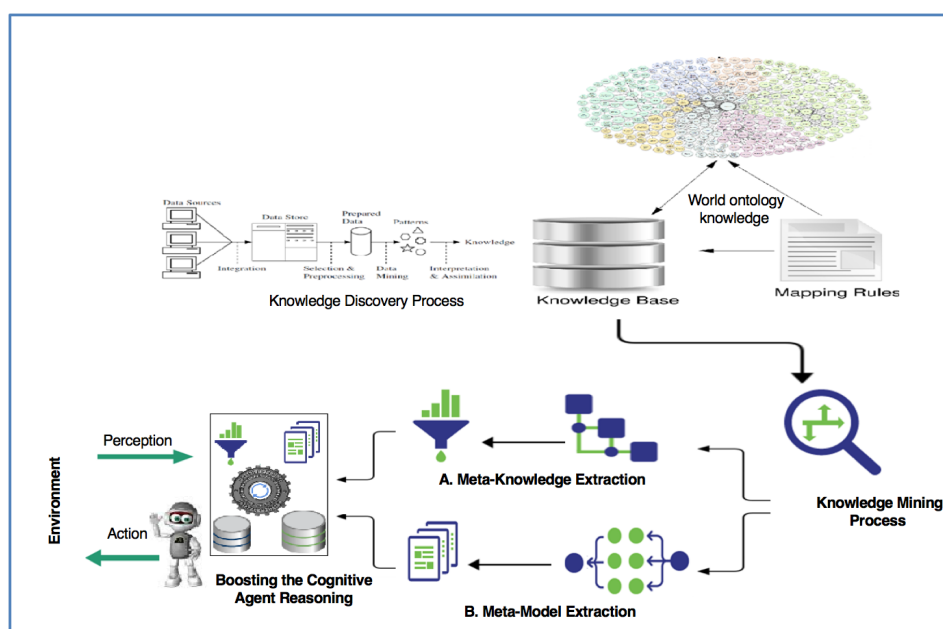 World ontology
knowledge
Data Sources
Data Store
Prepared
Data
Patterns
Knowledge
Integration
Selection &
Preprocessing
Data
Mining
Interpretation
& Assimilation
Knowledge Discovery Process
Knowledge Base
Mapping Rules
Environment
Perception
Action
A. Meta-Knowledge Extraction
Knowledge Mining
Process
Boosting the Cognitive
Agent Reasoning
B. Meta-Model Extraction